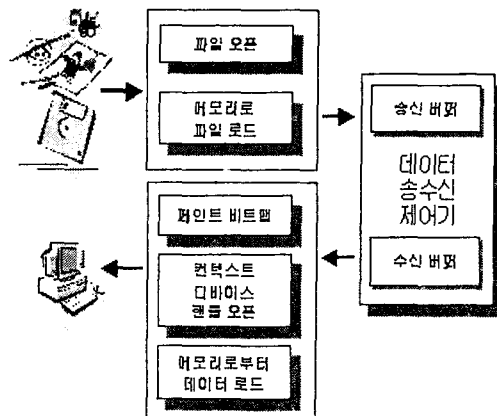 파일 오픈
메모리로
파일 로드
송신 버퍼
데이터
송수신
제어기
수신 버퍼
페인트 비트맵
컨텍스트
디바이스
핸들 오픈
메모리로부터
데이터 로드